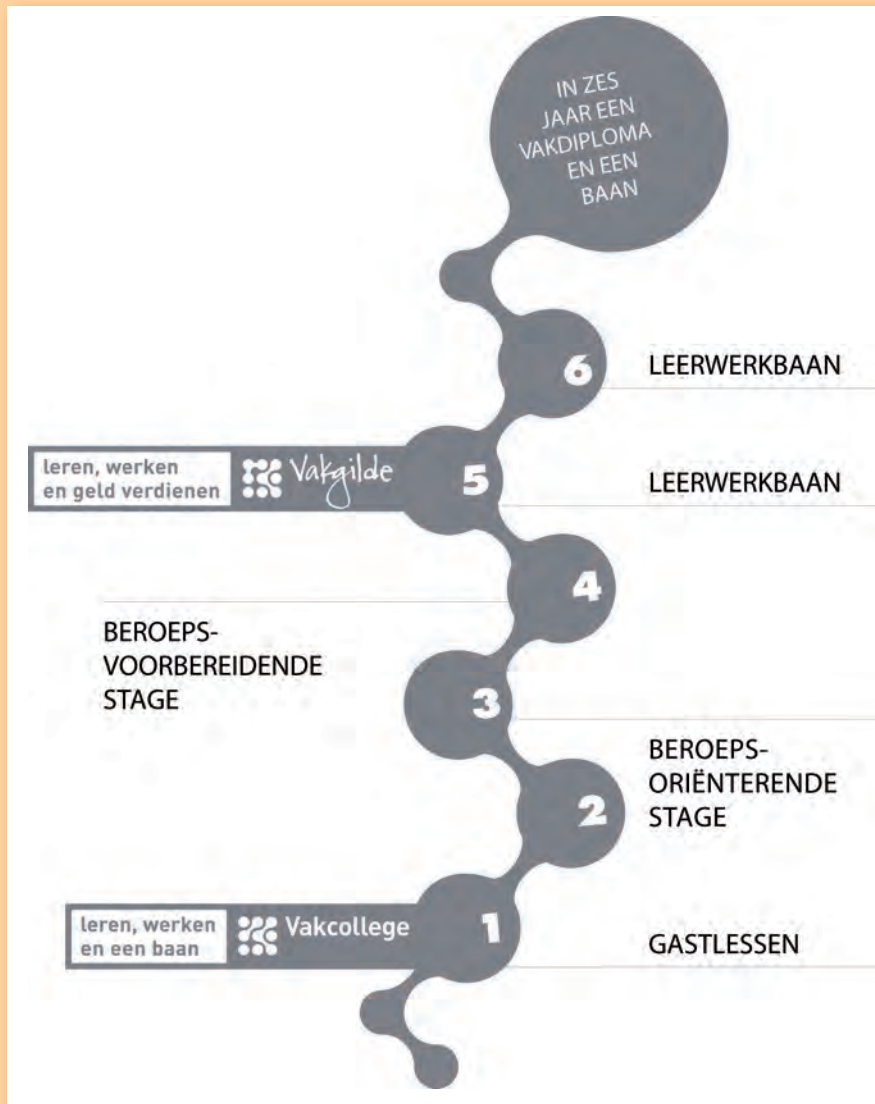 IN ZES
JAAR EEN
VAKDIPLOMA
EN EEN
BAAN
6
LEERWERKBAAN
leren, werken
en geld verdienen
Vakgilde
5
LEERWERKBAAN
4
BEROEPS-
VOORBEREIDENDE
STAGE
3
BEROEPS-
ORIËNTERENDE
STAGE
2
leren, werken
en een baan
Vakcollege
1
GASTLESSEN